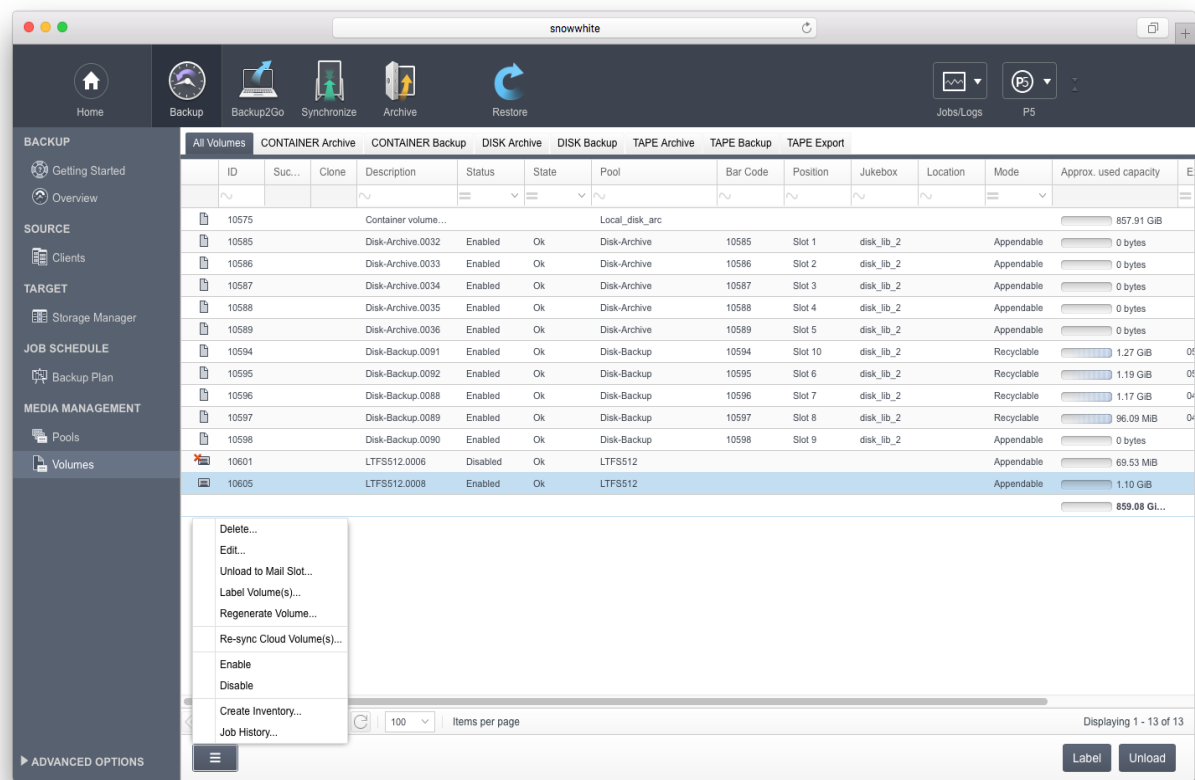 snowwhite
Home
Backup
Backup2Go
Synchronize
Archive
Restore
Jobs/Logs
P5
P5
BACKUP
Getting Started
Overview
SOURCE
Clients
TARGET
Storage Manager
JOB SCHEDULE
Backup Plan
MEDIA MANAGEMENT
Pools
Volumes
ADVANCED OPTIONS
All Volumes CONTAINER Archive CONTAINER Backup DISK Archive DISK Backup TAPE Archive TAPE Backup TAPE Export
ID Suc... Clone Description Status State Pool Bar Code Position Jukebox Location Mode Approx. used capacity
10575 Container volume... Local_disk_arc 857.91 GiB
10585 Disk-Archive.0032 Enabled Ok Disk-Archive 10585 Slot 1 disk_lib_2 Appendable 0 bytes
10586 Disk-Archive.0033 Enabled Ok Disk-Archive 10586 Slot 2 disk_lib_2 Appendable 0 bytes
10587 Disk-Archive.0034 Enabled Ok Disk-Archive 10587 Slot 3 disk_lib_2 Appendable 0 bytes
10588 Disk-Archive.0035 Enabled Ok Disk-Archive 10588 Slot 4 disk_lib_2 Appendable 0 bytes
10589 Disk-Archive.0036 Enabled Ok Disk-Archive 10589 Slot 5 disk_lib_2 Appendable 0 bytes
10594 Disk-Backup.0091 Enabled Ok Disk-Backup 10594 Slot 10 disk_lib_2 Recyclable 1.27 GiB
10595 Disk-Backup.0092 Enabled Ok Disk-Backup 10595 Slot 6 disk_lib_2 Recyclable 1.19 GiB
10596 Disk-Backup.0088 Enabled Ok Disk-Backup 10596 Slot 7 disk_lib_2 Recyclable 1.17 GiB
10597 Disk-Backup.0089 Enabled Ok Disk-Backup 10597 Slot 8 disk_lib_2 Recyclable 96.09 MiB
10598 Disk-Backup.0090 Enabled Ok Disk-Backup 10598 Slot 9 disk_lib_2 Appendable 0 bytes
10601 LTFS512.0006 Disabled Ok LTFS512 Appendable 69.53 MiB
10605 LTFS512.0008 Enabled Ok LTFS512 Appendable 1.10 GiB
859.08 Gi...
Delete...
Edit...
Unload to Mail Slot...
Label Volume(s)...
Regenerate Volume...
Re-sync Cloud Volume(s)...
Enable
Disable
Create Inventory...
Job History...
100 Items per page Displaying 1 - 13 of 13
Label Unload